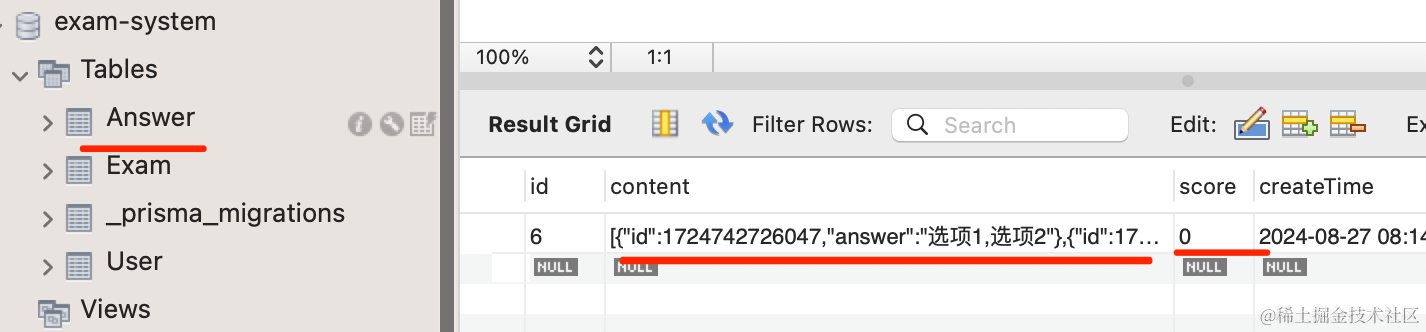 exam-system
Tables
Answer
Exam
_prisma_migrations
User
Views
100% 1:1
Result Grid Filter Rows: Search Edit: Ex
id content score createTime
6 [{"id":1724742726047,"answer":"选项1,选项2"},{"id":17... 0 2024-08-27 08:14
NULL NULL NULL NULL
@稀土掘金技术社区